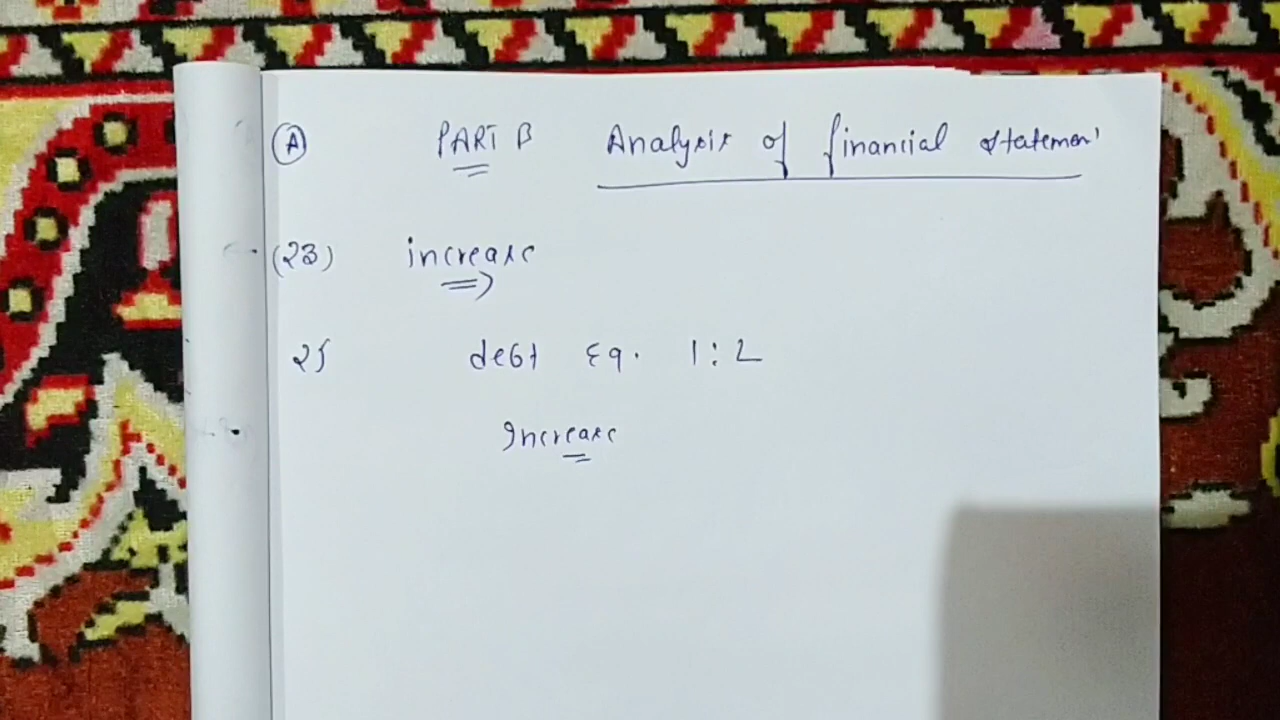 (A) PART B Analysis of financial statement
(23) increase
25 debt Eq. 1:2
Increase